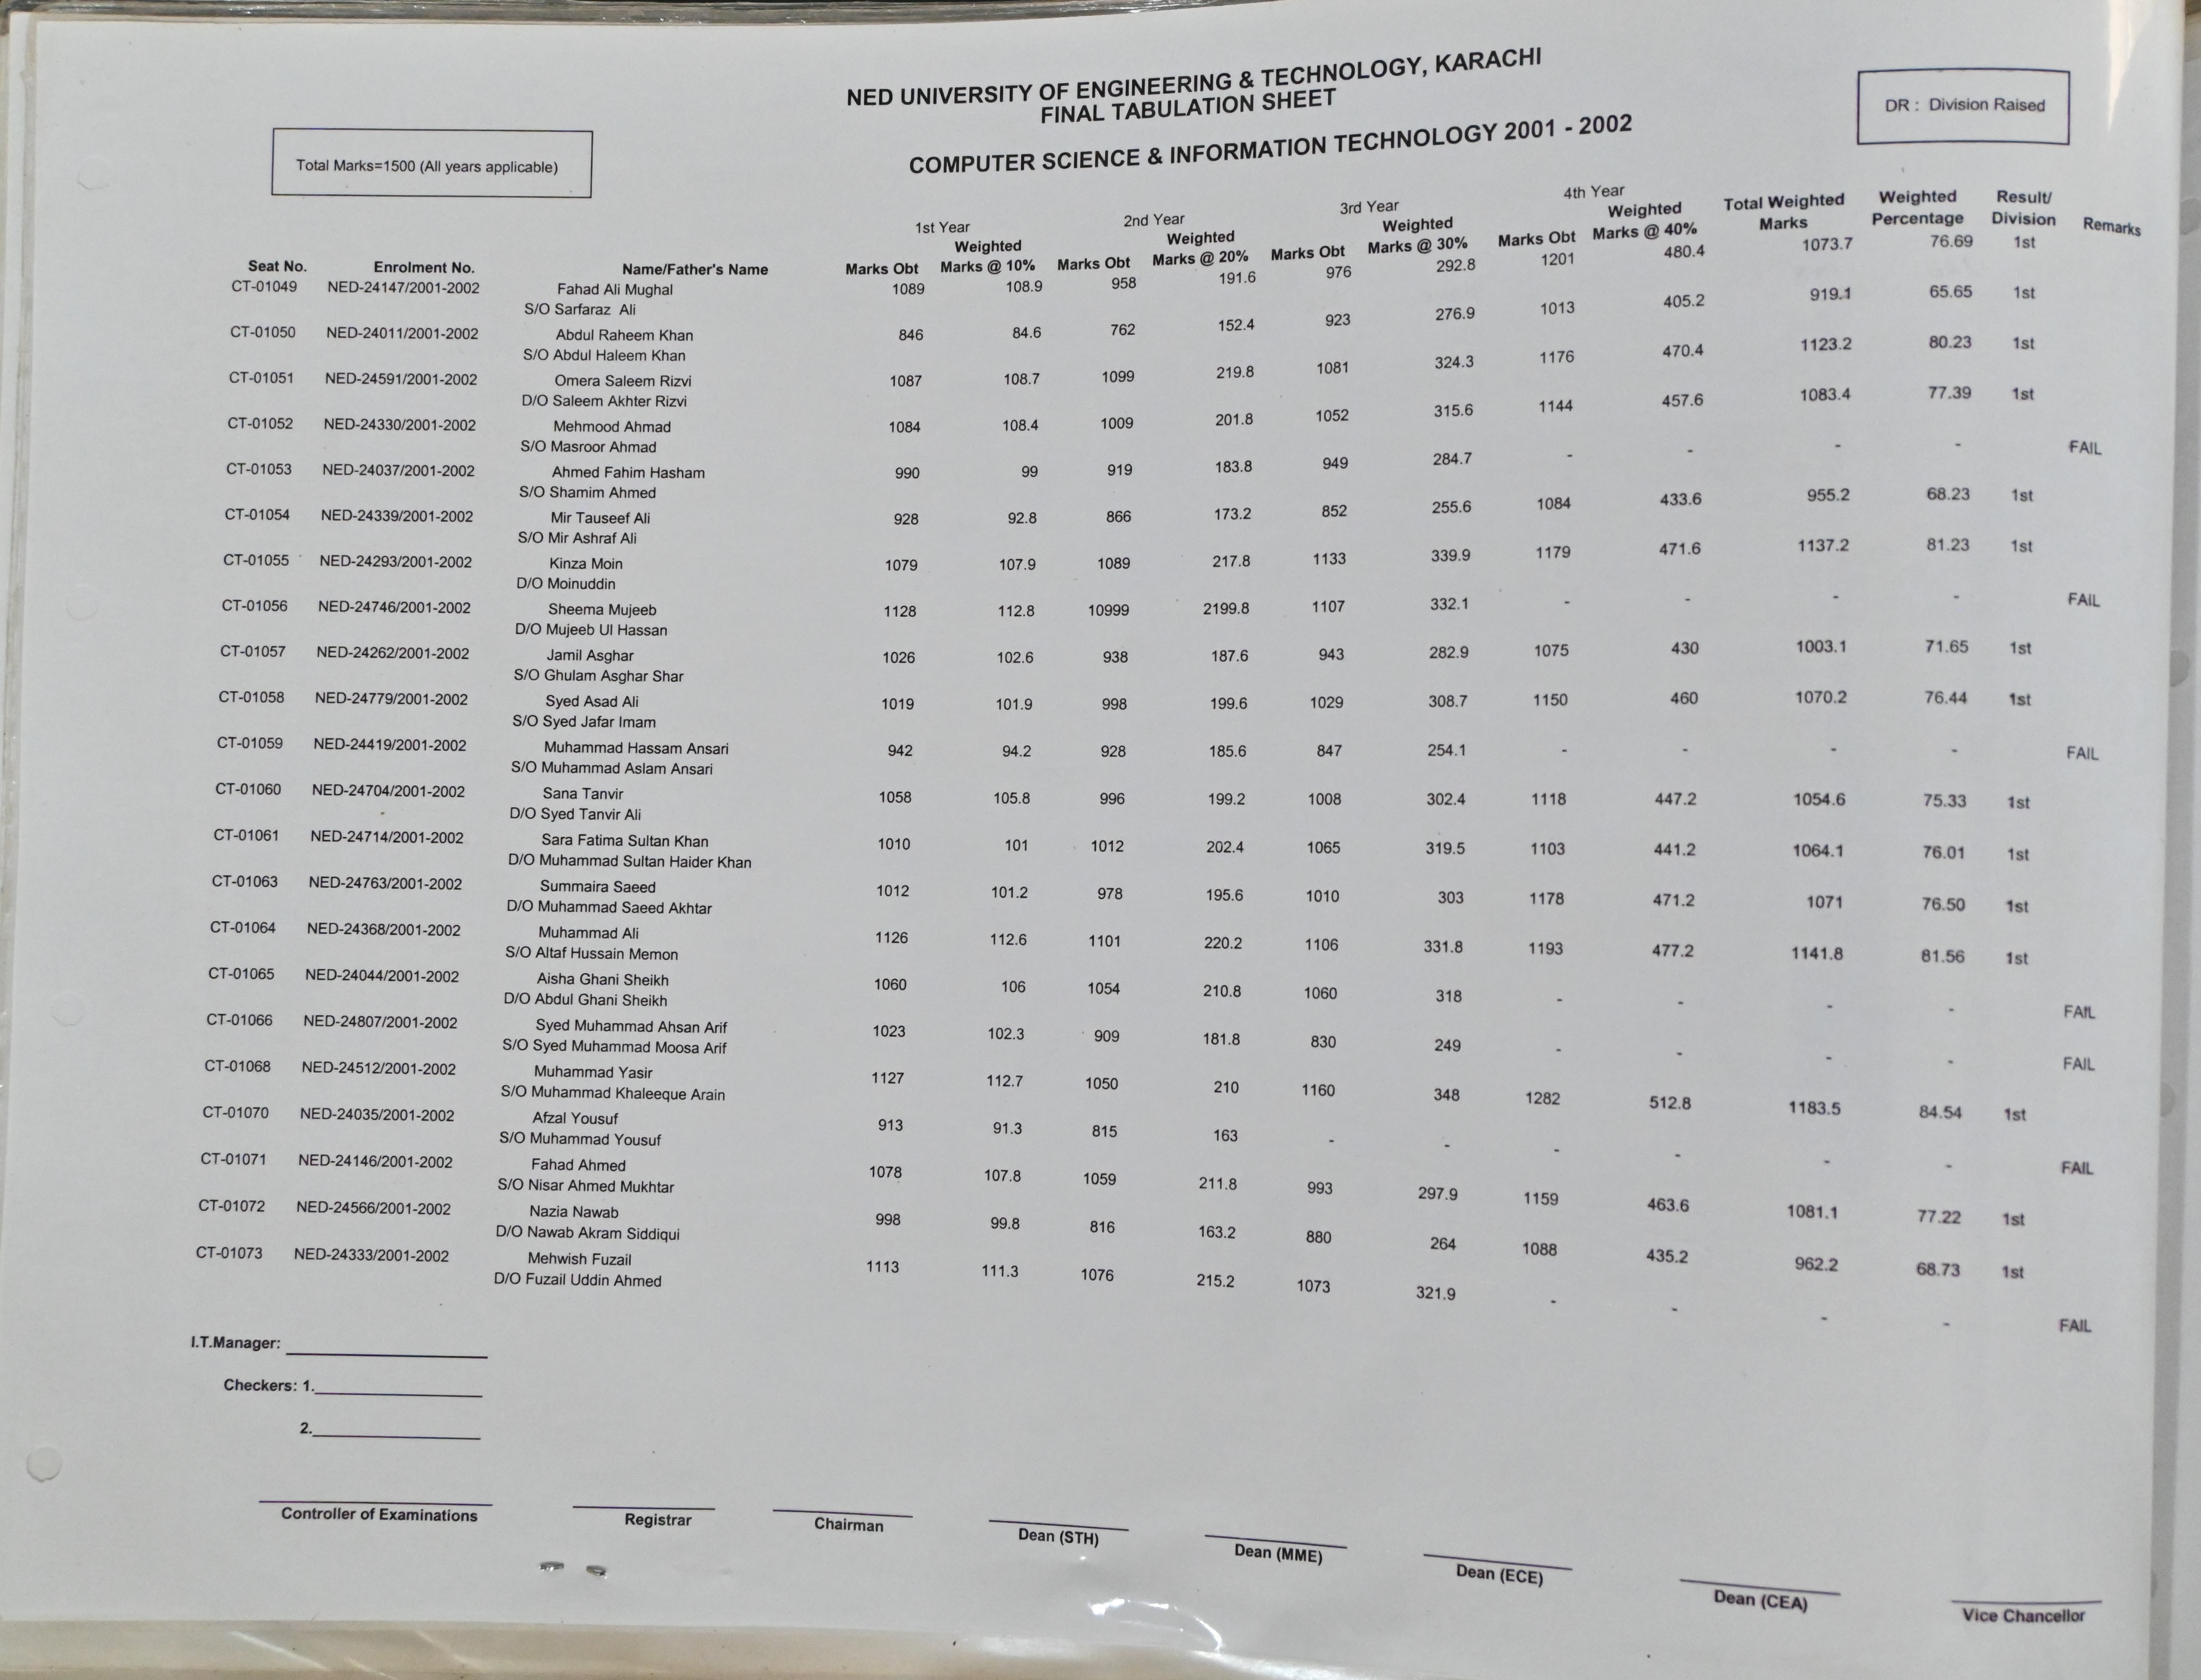 NED UNIVERSITY OF ENGINEERING & TECHNOLOGY, KARACHI
FINAL TABULATION SHEET
DR : Division Raised
Total Marks=1500 (All years applicable)
COMPUTER SCIENCE & INFORMATION TECHNOLOGY 2001 - 2002
1st Year 2nd Year 3rd Year 4th Year
Seat No. Enrolment No. Name/Father's Name Marks Obt Weighted Marks @ 10% Marks Obt Weighted Marks @ 20% Marks Obt Weighted Marks @ 30% Marks Obt Weighted Marks @ 40% Total Weighted Marks Weighted Percentage Result/ Division Remarks
CT-01049 NED-24147/2001-2002 Fahad Ali Mughal 1089 108.9 958 191.6 976 292.8 1201 480.4 1073.7 76.69 1st
S/O Sarfaraz Ali
CT-01050 NED-24011/2001-2002 Abdul Raheem Khan 846 84.6 762 152.4 923 276.9 1013 405.2 919.1 65.65 1st
S/O Abdul Haleem Khan
CT-01051 NED-24591/2001-2002 Omera Saleem Rizvi 1087 108.7 1099 219.8 1081 324.3 1176 470.4 1123.2 80.23 1st
D/O Saleem Akhter Rizvi
CT-01052 NED-24330/2001-2002 Mehmood Ahmad 1084 108.4 1009 201.8 1052 315.6 1144 457.6 1083.4 77.39 1st
S/O Masroor Ahmad
CT-01053 NED-24037/2001-2002 Ahmed Fahim Hasham 990 99 919 183.8 949 284.7 - - - - FAIL
S/O Shamim Ahmed
CT-01054 NED-24339/2001-2002 Mir Tauseef Ali 928 92.8 866 173.2 852 255.6 1084 433.6 955.2 68.23 1st
S/O Mir Ashraf Ali
CT-01055 NED-24293/2001-2002 Kinza Moin 1079 107.9 1089 217.8 1133 339.9 1179 471.6 1137.2 81.23 1st
D/O Moinuddin
CT-01056 NED-24746/2001-2002 Sheema Mujeeb 1128 112.8 10999 2199.8 1107 332.1 - - - - FAIL
D/O Mujeeb Ul Hassan
CT-01057 NED-24262/2001-2002 Jamil Asghar 1026 102.6 938 187.6 943 282.9 1075 430 1003.1 71.65 1st
S/O Ghulam Asghar Shar
CT-01058 NED-24779/2001-2002 Syed Asad Ali 1019 101.9 998 199.6 1029 308.7 1150 460 1070.2 76.44 1st
S/O Syed Jafar Imam
CT-01059 NED-24419/2001-2002 Muhammad Hassam Ansari 942 94.2 928 185.6 847 254.1 - - - - FAIL
S/O Muhammad Aslam Ansari
CT-01060 NED-24704/2001-2002 Sana Tanvir 1058 105.8 996 199.2 1008 302.4 1118 447.2 1054.6 75.33 1st
D/O Syed Tanvir Ali
CT-01061 NED-24714/2001-2002 Sara Fatima Sultan Khan 1010 101 1012 202.4 1065 319.5 1103 441.2 1064.1 76.01 1st
D/O Muhammad Sultan Haider Khan
CT-01063 NED-24763/2001-2002 Summaira Saeed 1012 101.2 978 195.6 1010 303 1178 471.2 1071 76.50 1st
D/O Muhammad Saeed Akhtar
CT-01064 NED-24368/2001-2002 Muhammad Ali 1126 112.6 1101 220.2 1106 331.8 1193 477.2 1141.8 81.56 1st
S/O Altaf Hussain Memon
CT-01065 NED-24044/2001-2002 Aisha Ghani Sheikh 1060 106 1054 210.8 1060 318 - - - - FAIL
D/O Abdul Ghani Sheikh
CT-01066 NED-24807/2001-2002 Syed Muhammad Ahsan Arif 1023 102.3 909 181.8 830 249 - - - - FAIL
S/O Syed Muhammad Moosa Arif
CT-01068 NED-24512/2001-2002 Muhammad Yasir 1127 112.7 1050 210 1160 348 1282 512.8 1183.5 84.54 1st
S/O Muhammad Khaleeque Arain
CT-01070 NED-24035/2001-2002 Afzal Yousuf 913 91.3 815 163 - - - - - - FAIL
S/O Muhammad Yousuf
CT-01071 NED-24146/2001-2002 Fahad Ahmed 1078 107.8 1059 211.8 993 297.9 1159 463.6 1081.1 77.22 1st
S/O Nisar Ahmed Mukhtar
CT-01072 NED-24566/2001-2002 Nazia Nawab 998 99.8 816 163.2 880 264 1088 435.2 962.2 68.73 1st
D/O Nawab Akram Siddiqui
CT-01073 NED-24333/2001-2002 Mehwish Fuzail 1113 111.3 1076 215.2 1073 321.9 - - - - FAIL
D/O Fuzail Uddin Ahmed
I.T.Manager:
Checkers: 1.
2.
Controller of Examinations Registrar Chairman Dean (STH) Dean (MME) Dean (ECE) Dean (CEA) Vice Chancellor